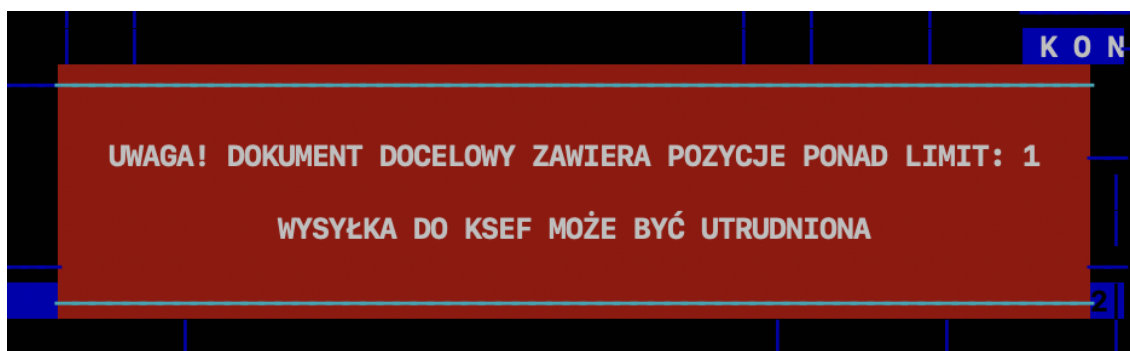 K O N
UWAGA! DOKUMENT DOCELOWY ZAWIERA POZYCJE PONAD LIMIT: 1
WYSYŁKA DO KSEF MOŻE BYĆ UTRUDNIONA
2